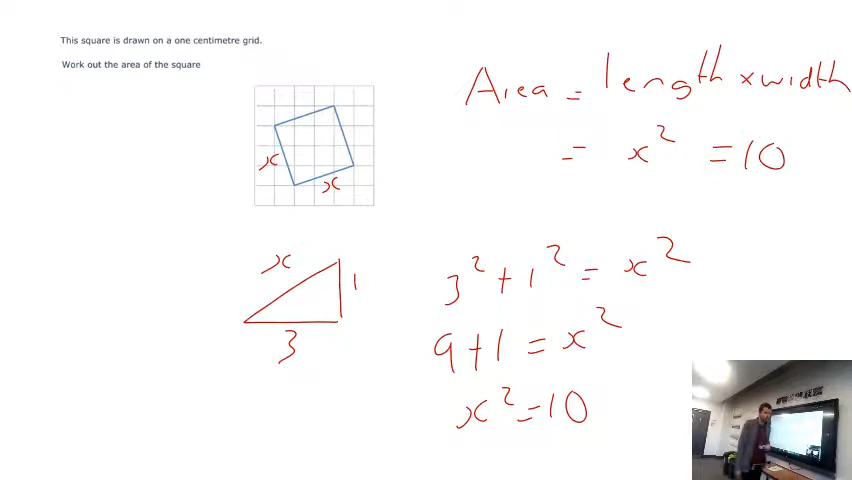 This square is drawn on a one centimetre grid.
Work out the area of the square
Area = length × width
= x² = 10
x
x
x
1
3
3² + 1² = x²
9 + 1 = x²
x² = 10